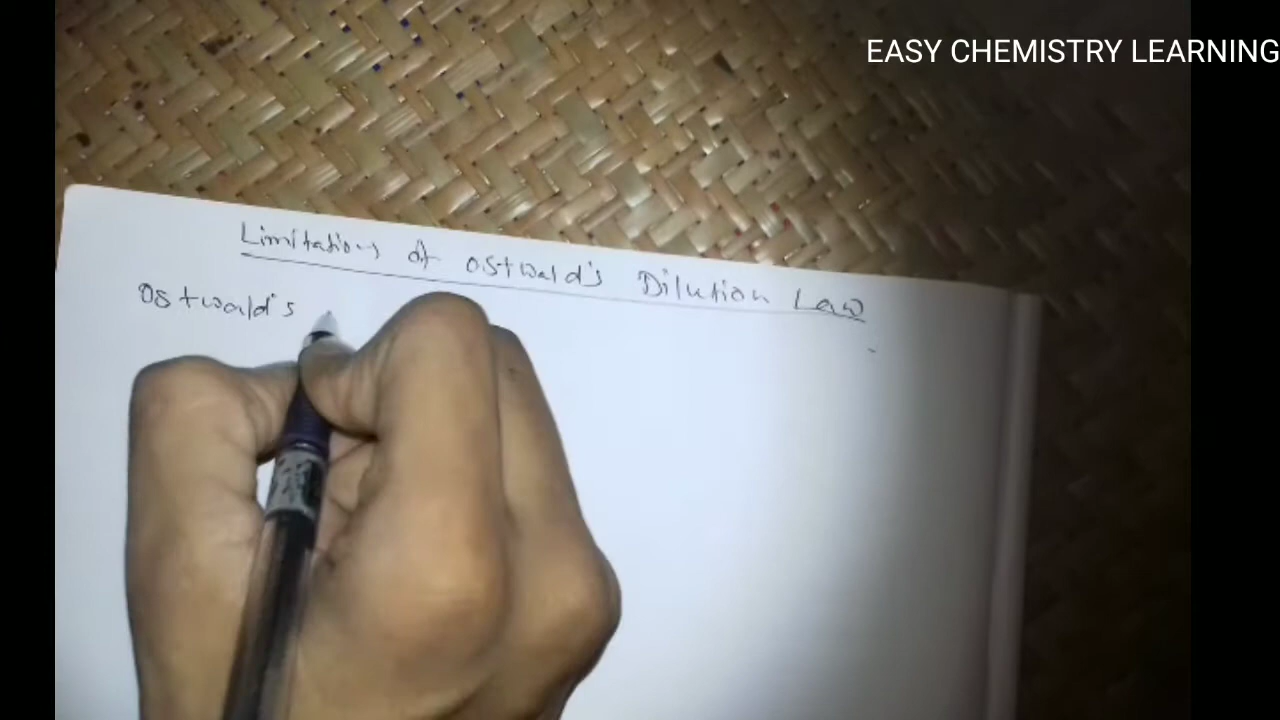 EASY CHEMISTRY LEARNING
Limitations of Ostwald's Dilution Law
Ostwald's